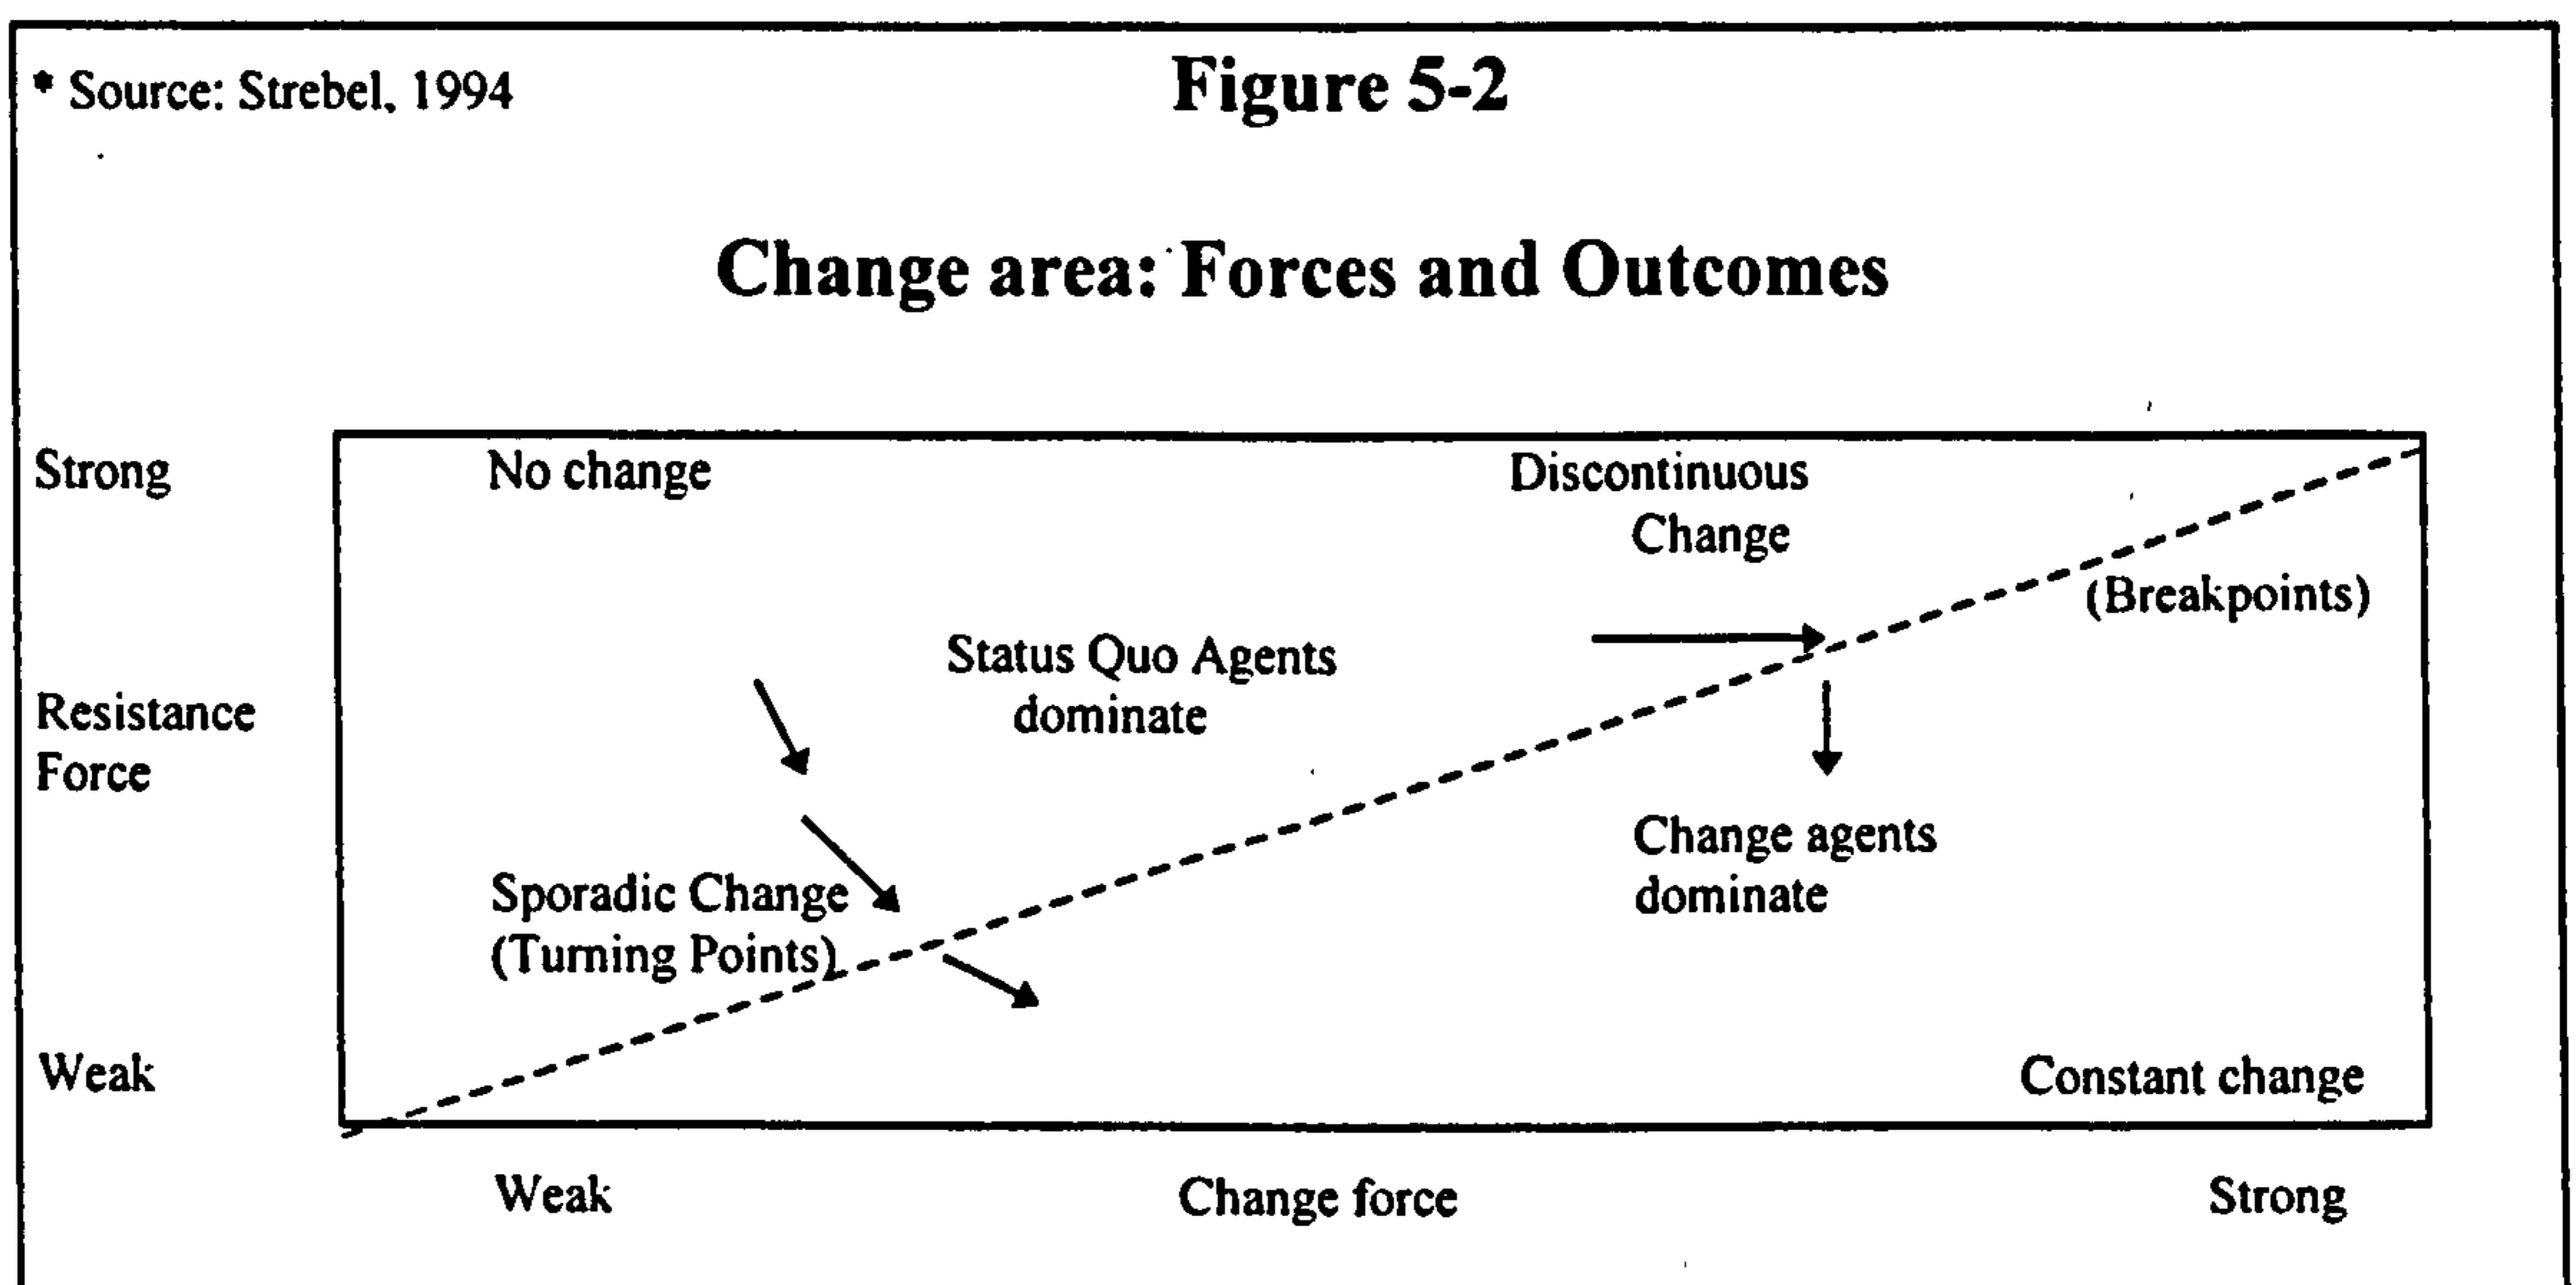 * Source: Strebel, 1994
Figure 5-2
Change area: Forces and Outcomes
Strong
No change
Discontinuous
Change
(Breakpoints)
Status Quo Agents
dominate
Resistance
Force
Change agents
dominate
Sporadic Change
(Turning Points)
Weak
Constant change
Weak
Change force
Strong